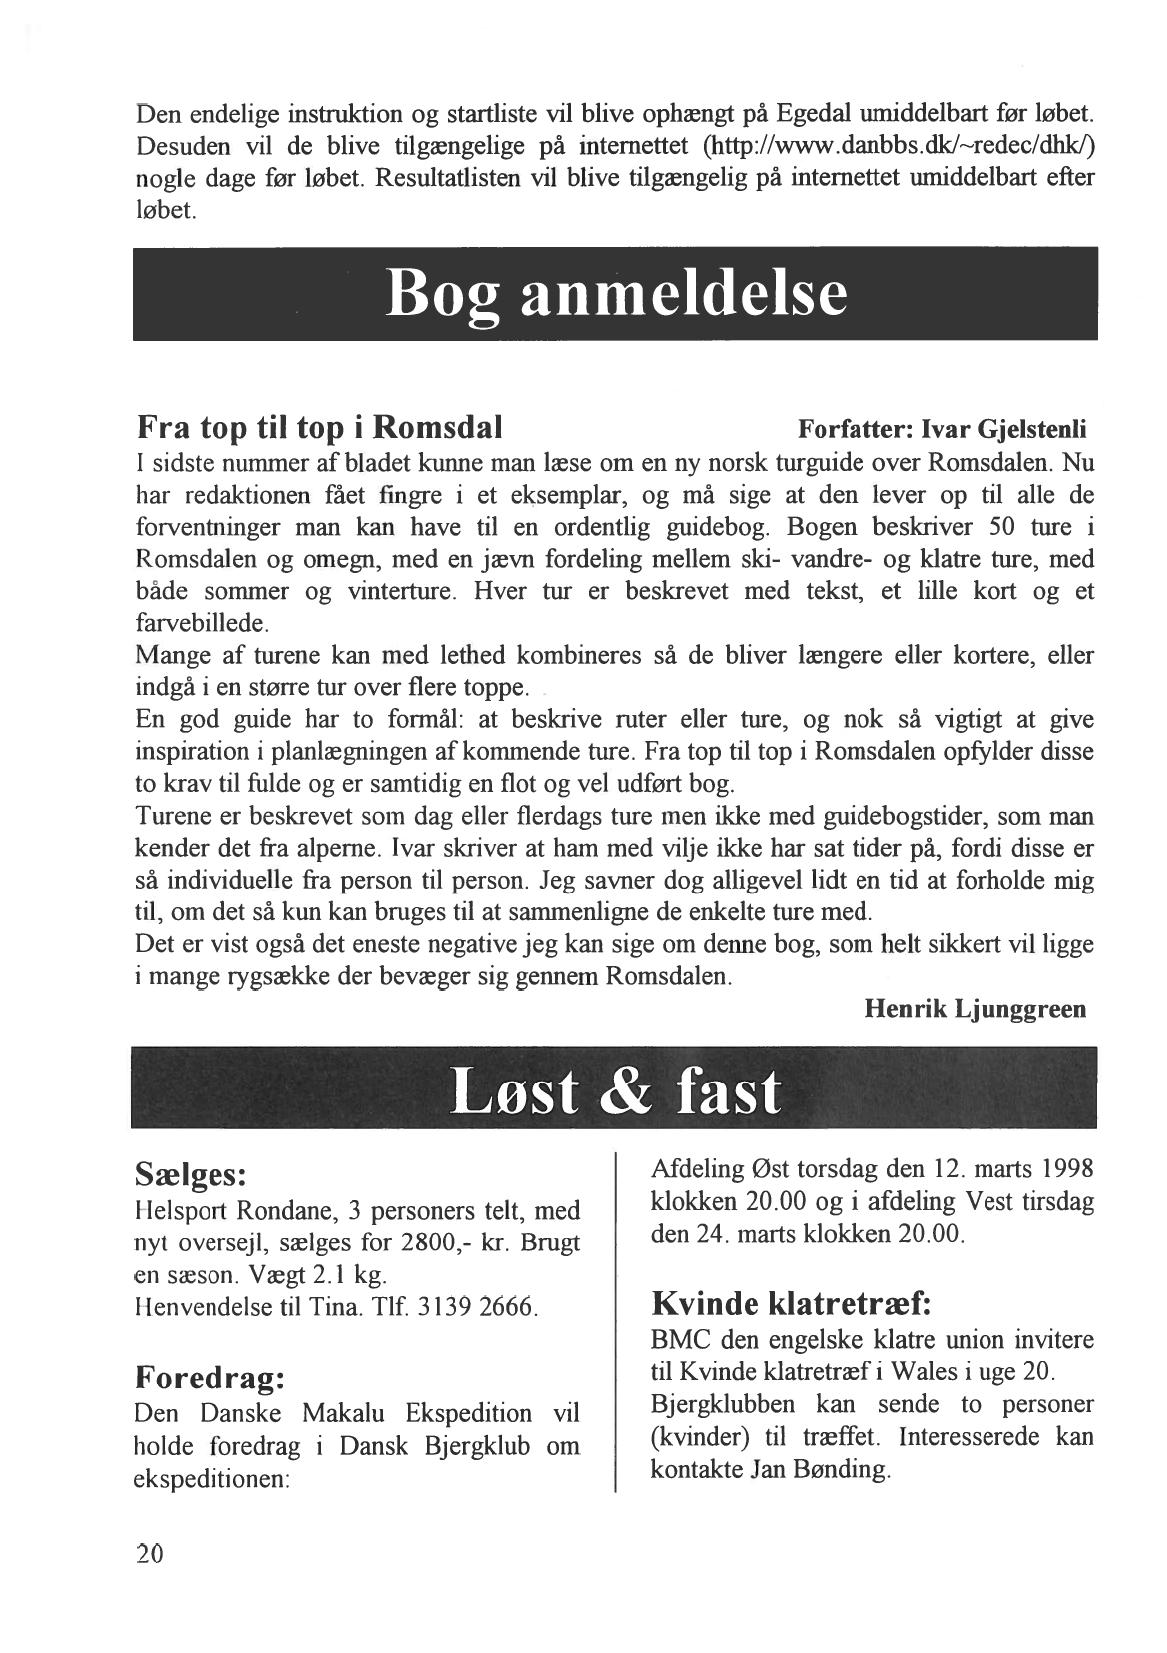 Den endelige instruktion og startliste vil blive ophængt på Egedal umiddelbart før løbet.
Desuden vil de blive tilgængelige på internettet (http://www.danbbs.dk/~redec/dhk/)
nogle dage før løbet. Resultatlisten vil blive tilgængelig på internettet umiddelbart efter
løbet.
Bog anmeldelse
Fra top til top i Romsdal Forfatter: Ivar Gjelstenli
I sidste nummer af bladet kunne man læse om en ny norsk turguide over Romsdalen. Nu
har redaktionen fået fingre i et eksemplar, og må sige at den lever op til alle de
forventninger man kan have til en ordentlig guidebog. Bogen beskriver 50 ture i
Romsdalen og omegn, med en jævn fordeling mellem ski- vandre- og klatre ture, med
både sommer og vinterture. Hver tur er beskrevet med tekst, et lille kort og et
farvebillede.
Mange af turene kan med lethed kombineres så de bliver længere eller kortere, eller
indgå i en større tur over flere toppe.
En god guide har to formål: at beskrive ruter eller ture, og nok så vigtigt at give
inspiration i planlægningen af kommende ture. Fra top til top i Romsdalen opfylder disse
to krav til fulde og er samtidig en flot og vel udført bog.
Turene er beskrevet som dag eller flerdags ture men ikke med guidebogstider, som man
kender det fra alperne. Ivar skriver at ham med vilje ikke har sat tider på, fordi disse er
så individuelle fra person til person. Jeg savner dog alligevel lidt en tid at forholde mig
til, om det så kun kan bruges til at sammenligne de enkelte ture med.
Det er vist også det eneste negative jeg kan sige om denne bog, som helt sikkert vil ligge
i mange rygsække der bevæger sig gennem Romsdalen.
Henrik Ljunggreen
Løst & fast
Sælges:
Helsport Rondane, 3 personers telt, med
nyt oversejl, sælges for 2800,- kr. Brugt
en sæson. Vægt 2.1 kg.
Henvendelse til Tina. Tlf. 3139 2666.
Foredrag:
Den Danske Makalu Ekspedition vil
holde foredrag i Dansk Bjergklub om
ekspeditionen:
Afdeling Øst torsdag den 12. marts 1998
klokken 20.00 og i afdeling Vest tirsdag
den 24. marts klokken 20.00.
Kvinde klatretræf:
BMC den engelske klatre union invitere
til Kvinde klatretræf i Wales i uge 20.
Bjergklubben kan sende to personer
(kvinder) til træffet. Interesserede kan
kontakte Jan Bønding.
20